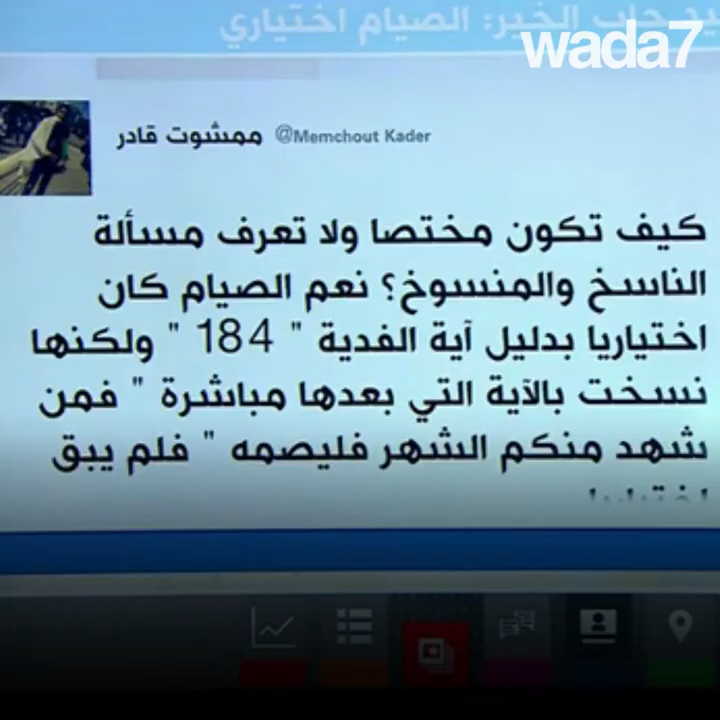 الخير: الصيام اختياري
wada7
ممشوت قادر @Memchout Kader
كيف تكون مختصا ولا تعرف مسألة
الناسخ والمنسوخ؟ نعم الصيام كان
اختياريا بدليل آية الفدية " 184 " ولكنها
نسخت بالآية التي بعدها مباشرة " فمن
شهد منكم الشهر فليصمه " فلم يبق